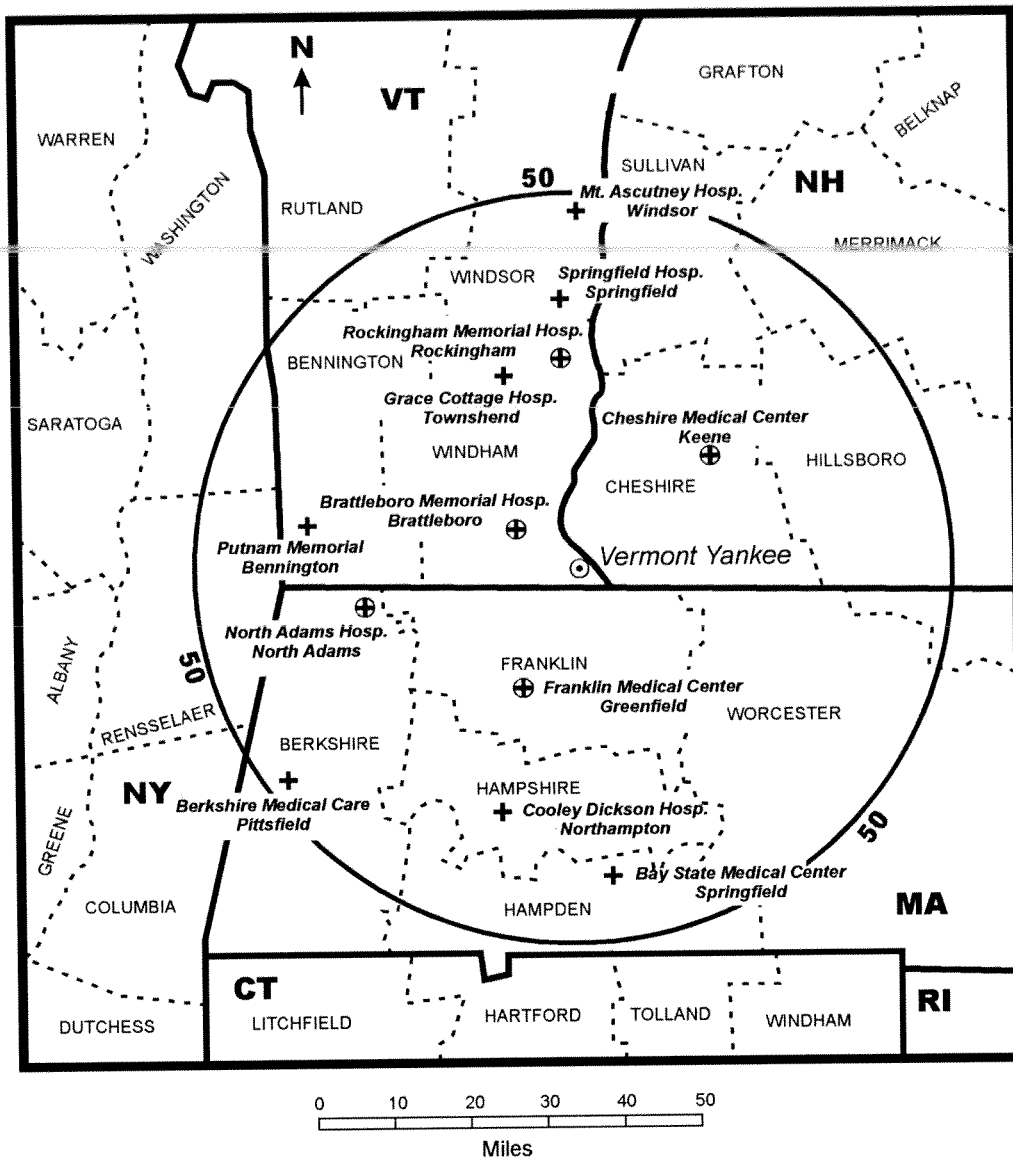 N
VT
GRAFTON
BELKNAP
WARREN
SULLIVAN
NH
WASHINGTON
RUTLAND
50
Mt. Ascutney Hosp.
Windsor
MERRIMACK
WINDSOR
Springfield Hosp.
Springfield
Rockingham Memorial Hosp.
Rockingham
BENNINGTON
Grace Cottage Hosp.
Townshend
SARATOGA
Cheshire Medical Center
Keene
WINDHAM
HILLSBORO
CHESHIRE
Brattleboro Memorial Hosp.
Brattleboro
Putnam Memorial
Bennington
Vermont Yankee
North Adams Hosp.
North Adams
ALBANY
50
FRANKLIN
Franklin Medical Center
Greenfield
WORCESTER
RENSSELAER
BERKSHIRE
NY
HAMPSHIRE
Berkshire Medical Care
Pittsfield
Cooley Dickson Hosp.
Northampton
50
GREENE
Bay State Medical Center
Springfield
COLUMBIA
HAMPDEN
MA
CT
RI
DUTCHESS
LITCHFIELD
HARTFORD
TOLLAND
WINDHAM
0 10 20 30 40 50
Miles